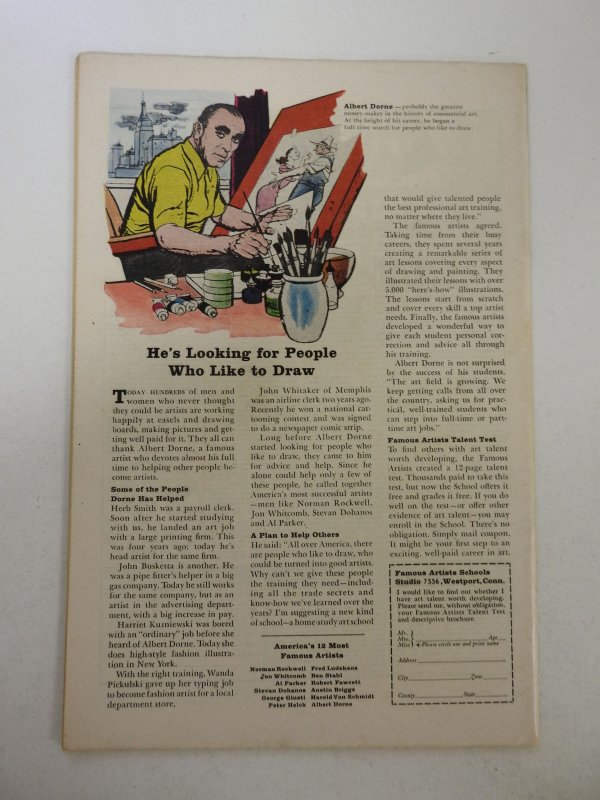 Albert Dorne — probably the greatest
money-maker in the history of commercial art.
At the height of his career, he began a
full-time search for people who like to draw.
He's Looking for People
Who Like to Draw
TODAY HUNDREDS of men and
women who never thought
they could be artists are working
happily at easels and drawing
boards, making pictures and get-
ting well paid for it. They all can
thank Albert Dorne, a famous
artist who devotes almost all his full
time to helping other people be-
come artists.
Some of the People
Dorne Has Helped
Herb Smith was a payroll clerk.
Soon after he started studying
with us, he landed an art job
with a large printing firm. This
was four years ago; today he's
head artist for the same firm.
John Busketta is another. He
was a pipe fitter's helper in a big
gas company. Today he still works
for the same company, but as an
artist in the advertising depart-
ment, with a big increase in pay.
Harriet Kuzniewski was bored
with an "ordinary" job before she
heard of Albert Dorne. Today she
does high-style fashion illustra-
tion in New York.
With the right training, Wanda
Pickulski gave up her typing job
to become fashion artist for a local
department store.
John Whitaker of Memphis
was an airline clerk two years ago.
Recently he won a national car-
tooning contest and was signed
to do a newspaper comic strip.
Long before Albert Dorne
started looking for people who
like to draw, they came to him
for advice and help. Since he
alone could help only a few of
these people, he called together
America's most successful artists
—men like Norman Rockwell,
Jon Whitcomb, Stevan Dohanos
and Al Parker.
A Plan to Help Others
He said: "All over America, there
are people who like to draw, who
could be turned into good artists.
Why can't we give these people
the training they need—includ-
ing all the trade secrets and
know-how we've learned over the
years? I'm suggesting a new kind
of school—a home-study art school
America's 12 Most
Famous Artists
Norman Rockwell Fred Ludekens
Jon Whitcomb Ben Stahl
Al Parker Robert Fawcett
Stevan Dohanos Austin Briggs
George Giusti Harold Von Schmidt
Peter Helck Albert Dorne
that would give talented people
the best professional art training,
no matter where they live."
The famous artists agreed.
Taking time from their busy
careers, they spent several years
creating a remarkable series of
art lessons covering every aspect
of drawing and painting. They
illustrated their lessons with over
5,000 "here's-how" illustrations.
The lessons start from scratch
and cover every skill a top artist
needs. Finally, the famous artists
developed a wonderful way to
give each student personal cor-
rection and advice all through
his training.
Albert Dorne is not surprised
by the success of his students.
"The art field is growing. We
keep getting calls from all over
the country, asking us for prac-
tical, well-trained students who
can step into full-time or part-
time art jobs."
Famous Artists Talent Test
To find others with art talent
worth developing, the Famous
Artists created a 12-page talent
test. Thousands paid to take this
test, but now the School offers it
free and grades it free. If you do
well on the test—or offer other
evidence of art talent—you may
enroll in the School. There's no
obligation. Simply mail coupon.
It might be your first step to an
exciting, well-paid career in art.
Famous Artists Schools
Studio 7356, Westport, Conn.
I would like to find out whether I
have art talent worth developing.
Please send me, without obligation,
your Famous Artists Talent Test
and descriptive brochure.
Mr.
Mrs. Age
Miss Please circle one and print name
Address
City Zone
County State